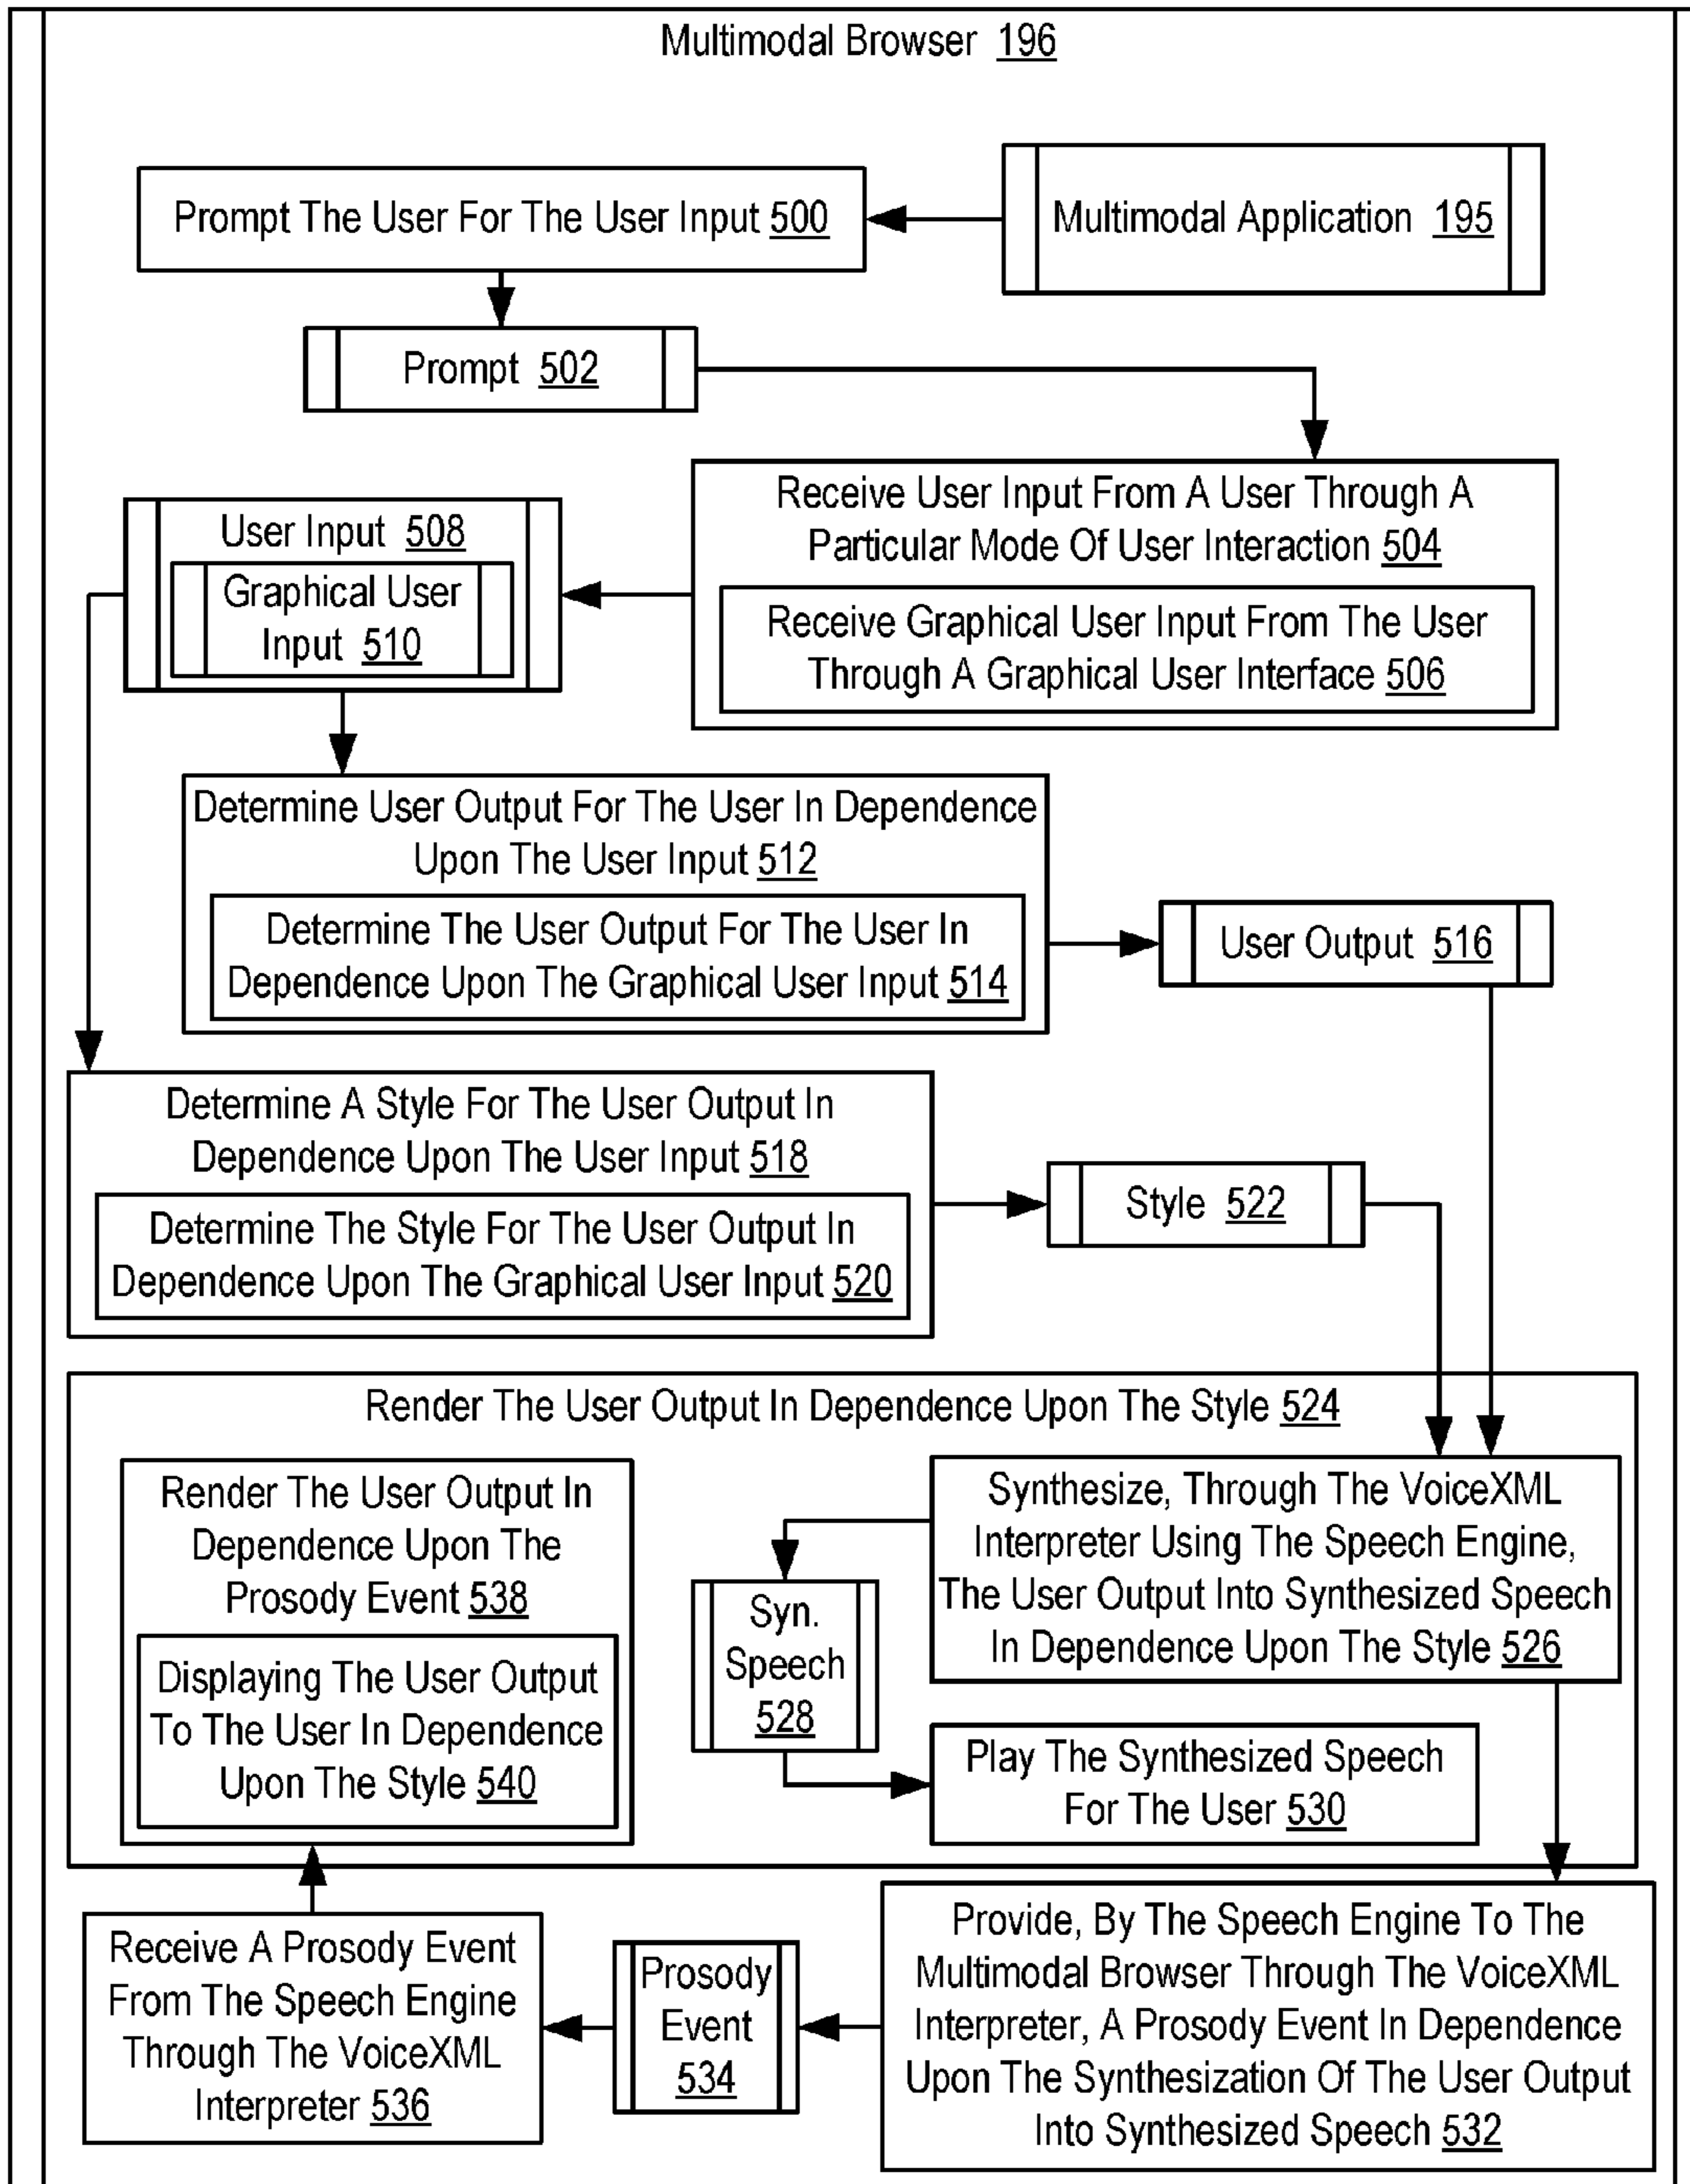 Multimodal Browser 196
Prompt The User For The User Input 500
Multimodal Application 195
Prompt 502
Receive User Input From A User Through A
Particular Mode Of User Interaction 504
Receive Graphical User Input From The User
Through A Graphical User Interface 506
User Input 508
Graphical User
Input 510
Determine User Output For The User In Dependence
Upon The User Input 512
Determine The User Output For The User In
Dependence Upon The Graphical User Input 514
User Output 516
Determine A Style For The User Output In
Dependence Upon The User Input 518
Determine The Style For The User Output In
Dependence Upon The Graphical User Input 520
Style 522
Render The User Output In Dependence Upon The Style 524
Synthesize, Through The VoiceXML
Interpreter Using The Speech Engine,
The User Output Into Synthesized Speech
In Dependence Upon The Style 526
Syn.
Speech
528
Play The Synthesized Speech
For The User 530
Render The User Output In
Dependence Upon The
Prosody Event 538
Displaying The User Output
To The User In Dependence
Upon The Style 540
Provide, By The Speech Engine To The
Multimodal Browser Through The VoiceXML
Interpreter, A Prosody Event In Dependence
Upon The Synthesization Of The User Output
Into Synthesized Speech 532
Prosody
Event
534
Receive A Prosody Event
From The Speech Engine
Through The VoiceXML
Interpreter 536